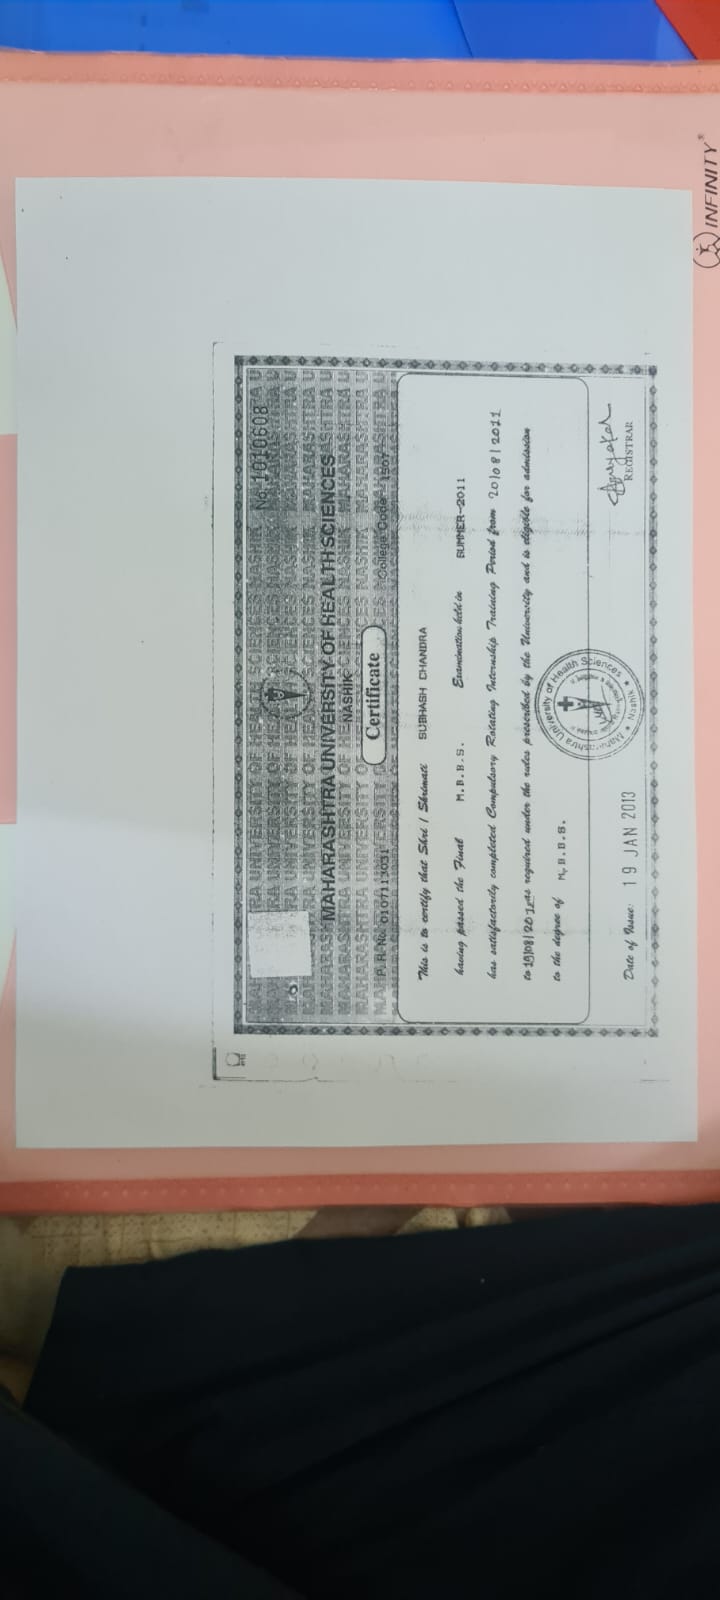 No. 1010608
MAHARASHTRA UNIVERSITY OF HEALTH SCIENCES
NASHIK
Certificate
P. R. No. 0107113031 College Code 1507
This is to certify that Shri / Shrimati SUBHASH CHANDRA
having passed the Final M.B.B.S. Examination held in SUMMER-2011
has satisfactorily completed Compulsory Rotating Internship Training Period from 20/08/2011
to 19/08/2012 as required under the rules prescribed by the University and is eligible for admission
to the degree of M.B.B.S.
Maharashtra University of Health Sciences
Nashik
Date of Issue: 19 JAN 2013
REGISTRAR
INFINITY®